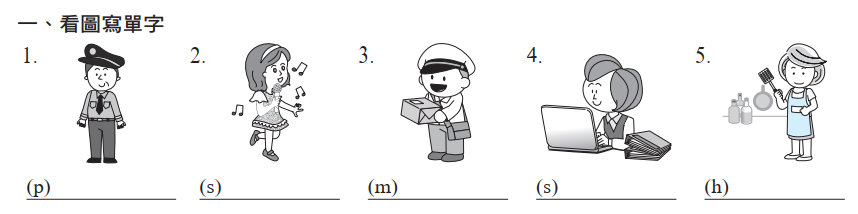 一、看圖寫單字
1. 2. 3. 4. 5.
(p) (s) (m) (s) (h)